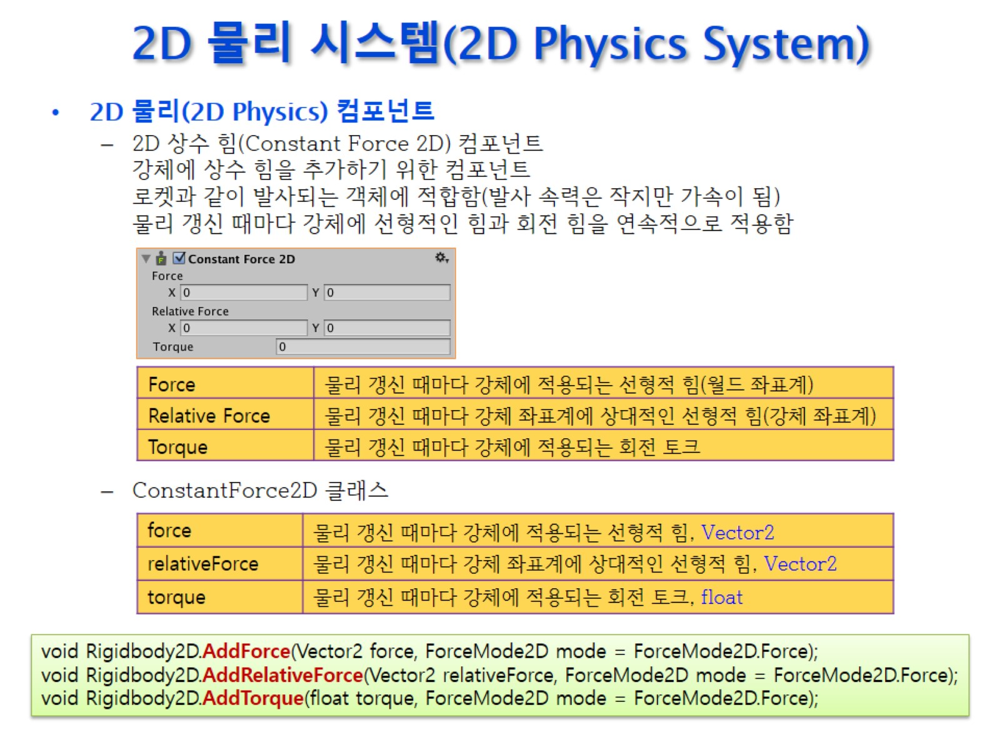 2D 물리 시스템(2D Physics System)
• 2D 물리(2D Physics) 컴포넌트
– 2D 상수 힘(Constant Force 2D) 컴포넌트
강체에 상수 힘을 추가하기 위한 컴포넌트
로켓과 같이 발사되는 객체에 적합함(발사 속력은 작지만 가속이 됨)
물리 갱신 때마다 강체에 선형적인 힘과 회전 힘을 연속적으로 적용함
Constant Force 2D
Force
X 0 Y 0
Relative Force
X 0 Y 0
Torque 0
Force 물리 갱신 때마다 강체에 적용되는 선형적 힘(월드 좌표계)
Relative Force 물리 갱신 때마다 강체 좌표계에 상대적인 선형적 힘(강체 좌표계)
Torque 물리 갱신 때마다 강체에 적용되는 회전 토크
– ConstantForce2D 클래스
force 물리 갱신 때마다 강체에 적용되는 선형적 힘, Vector2
relativeForce 물리 갱신 때마다 강체 좌표계에 상대적인 선형적 힘, Vector2
torque 물리 갱신 때마다 강체에 적용되는 회전 토크, float
void Rigidbody2D.AddForce(Vector2 force, ForceMode2D mode = ForceMode2D.Force);
void Rigidbody2D.AddRelativeForce(Vector2 relativeForce, ForceMode2D mode = ForceMode2D.Force);
void Rigidbody2D.AddTorque(float torque, ForceMode2D mode = ForceMode2D.Force);